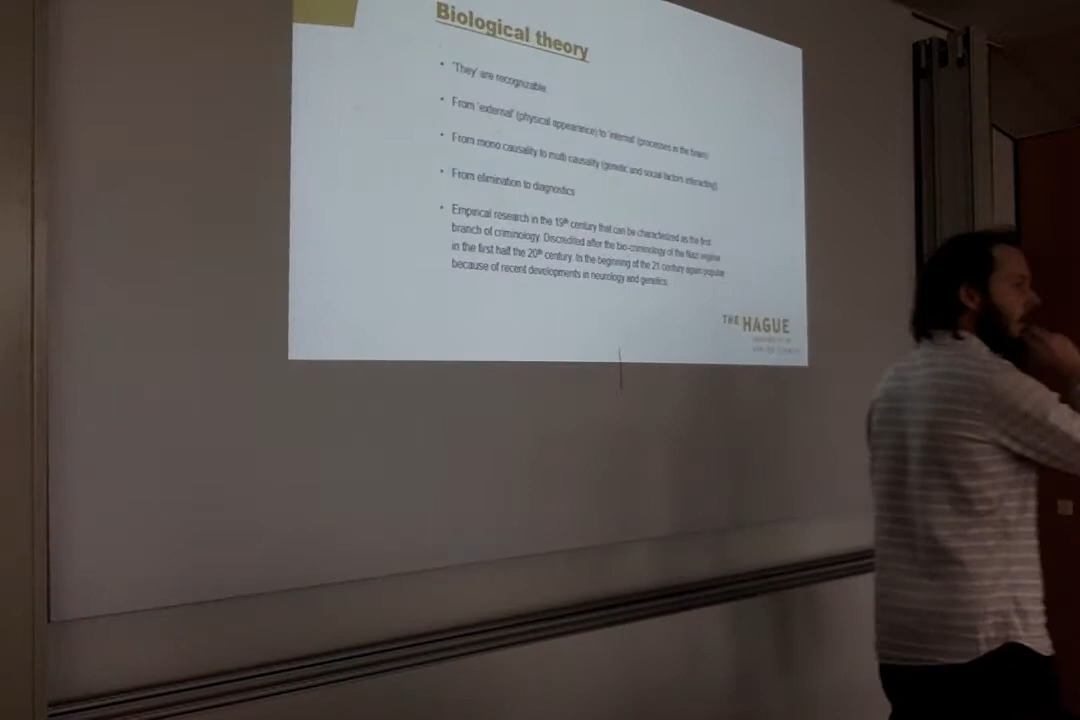 Biological theory
• 'They' are recognizable.
• From 'external' (physical appearance) to 'internal' (processes in the brain)
• From mono causality to multi causality (genetic and social factors interacting)
• From elimination to diagnostics
• Empirical research in the 19th century that can be characterized as the first
branch of criminology. Discredited after the bio-criminology of the Nazi regime
in the first half the 20th century. In the beginning of the 21 century again popular
because of recent developments in neurology and genetics.
THE HAGUE